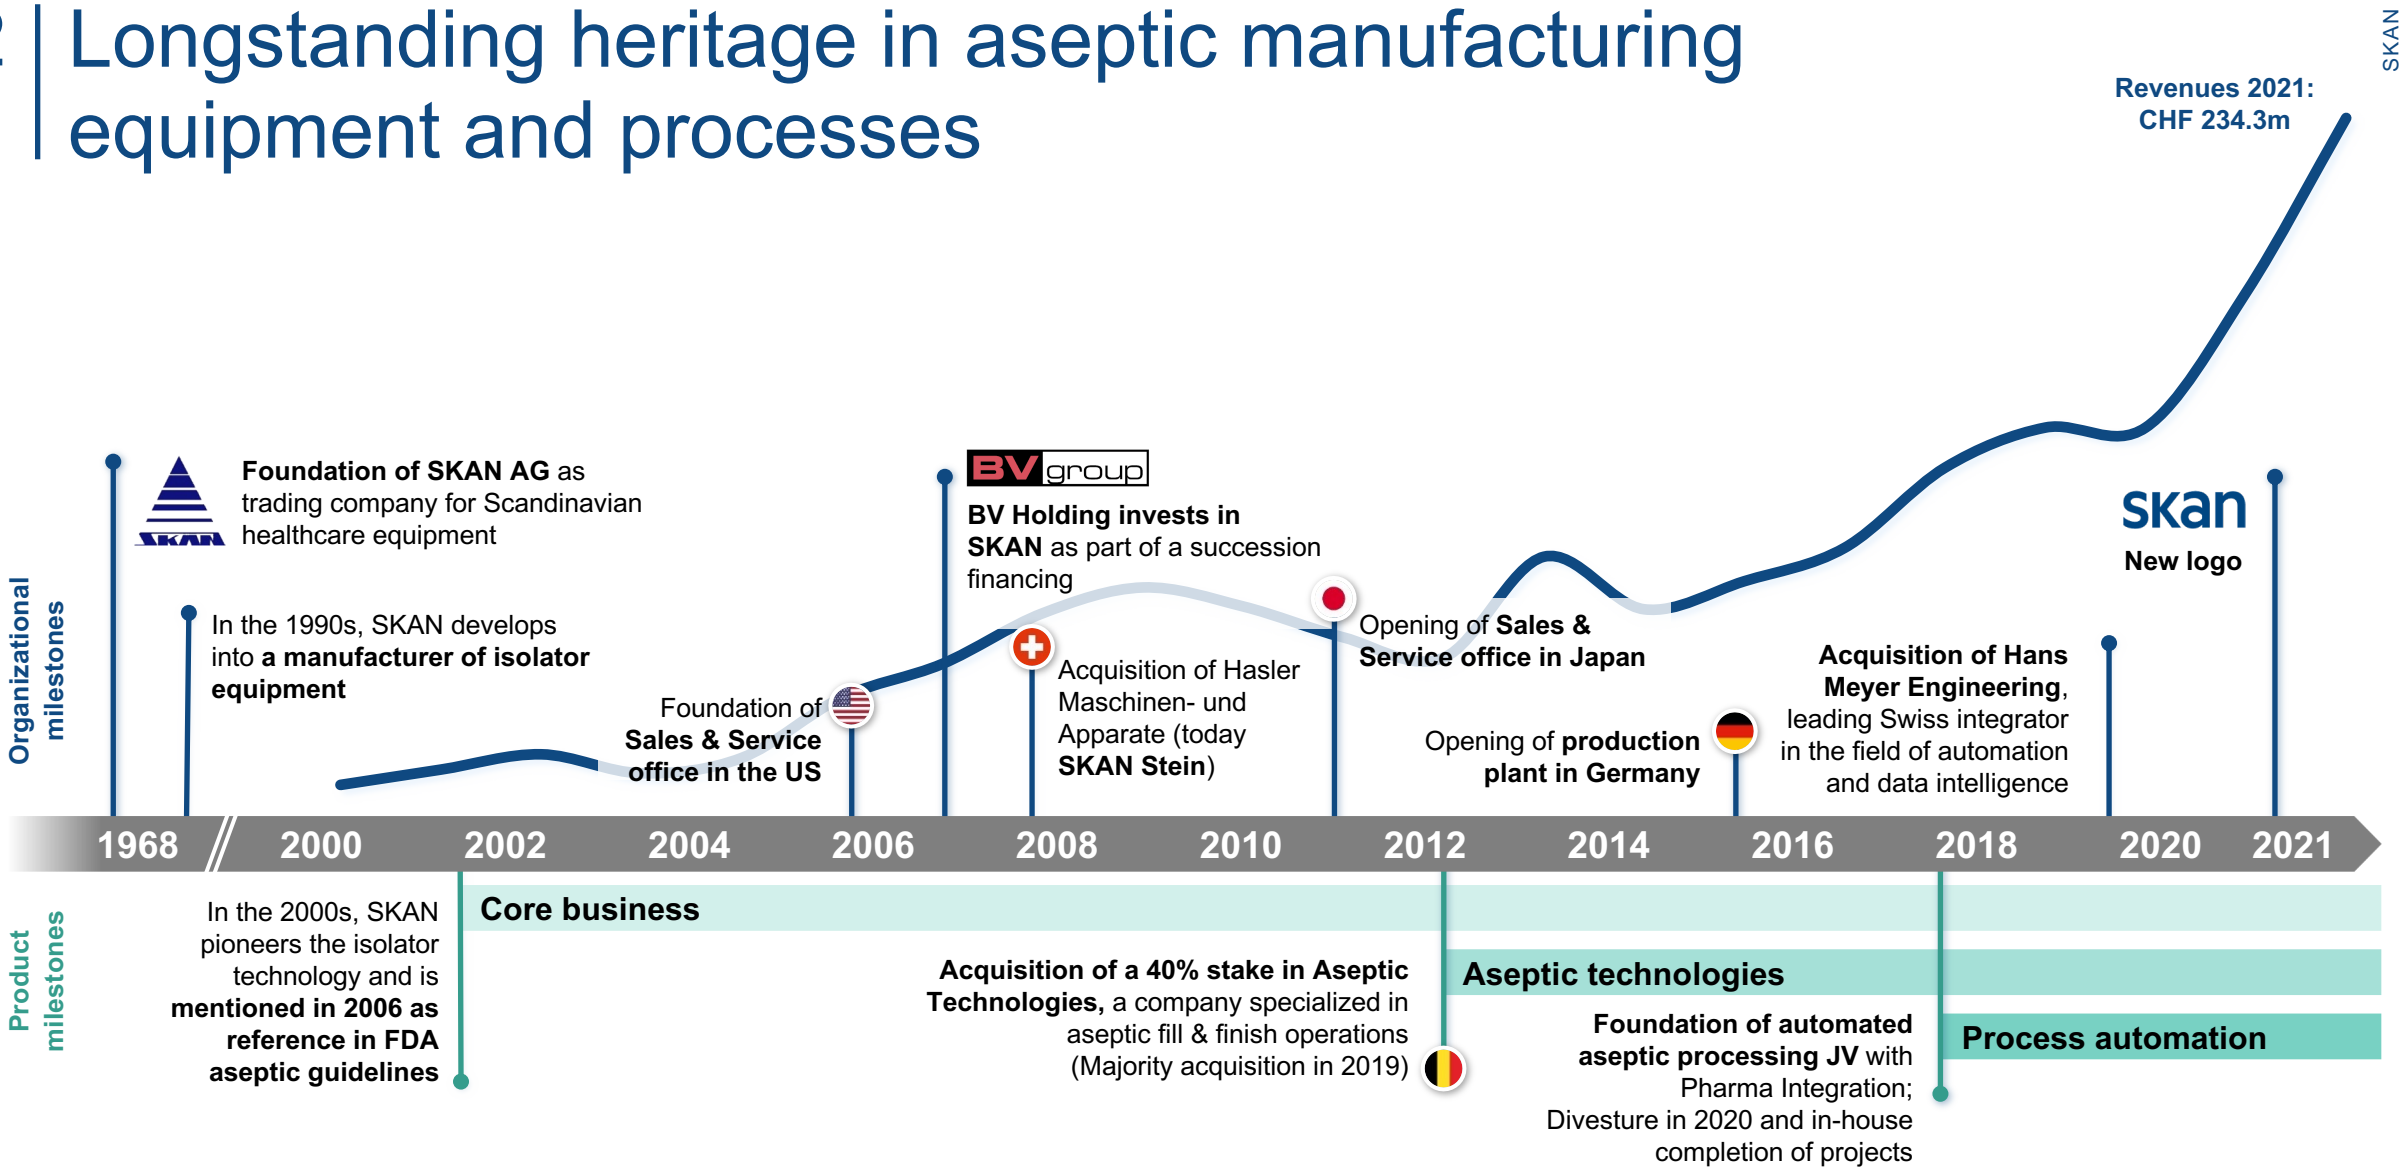 Longstanding heritage in aseptic manufacturing
equipment and processes
SKAN
Revenues 2021:
CHF 234.3m
Organizational
milestones
SKAN
Foundation of SKAN AG as
trading company for Scandinavian
healthcare equipment
In the 1990s, SKAN develops
into a manufacturer of isolator
equipment
Foundation of
Sales & Service
office in the US
BV group
BV Holding invests in
SKAN as part of a succession
financing
Acquisition of Hasler
Maschinen- und
Apparate (today
SKAN Stein)
Opening of Sales &
Service office in Japan
Opening of production
plant in Germany
Acquisition of Hans
Meyer Engineering,
leading Swiss integrator
in the field of automation
and data intelligence
skan
New logo
1968 2000 2002 2004 2006 2008 2010 2012 2014 2016 2018 2020 2021
Product
milestones
In the 2000s, SKAN
pioneers the isolator
technology and is
mentioned in 2006 as
reference in FDA
aseptic guidelines
Core business
Acquisition of a 40% stake in Aseptic
Technologies, a company specialized in
aseptic fill & finish operations
(Majority acquisition in 2019)
Aseptic technologies
Foundation of automated
aseptic processing JV with
Pharma Integration;
Divesture in 2020 and in-house
completion of projects
Process automation